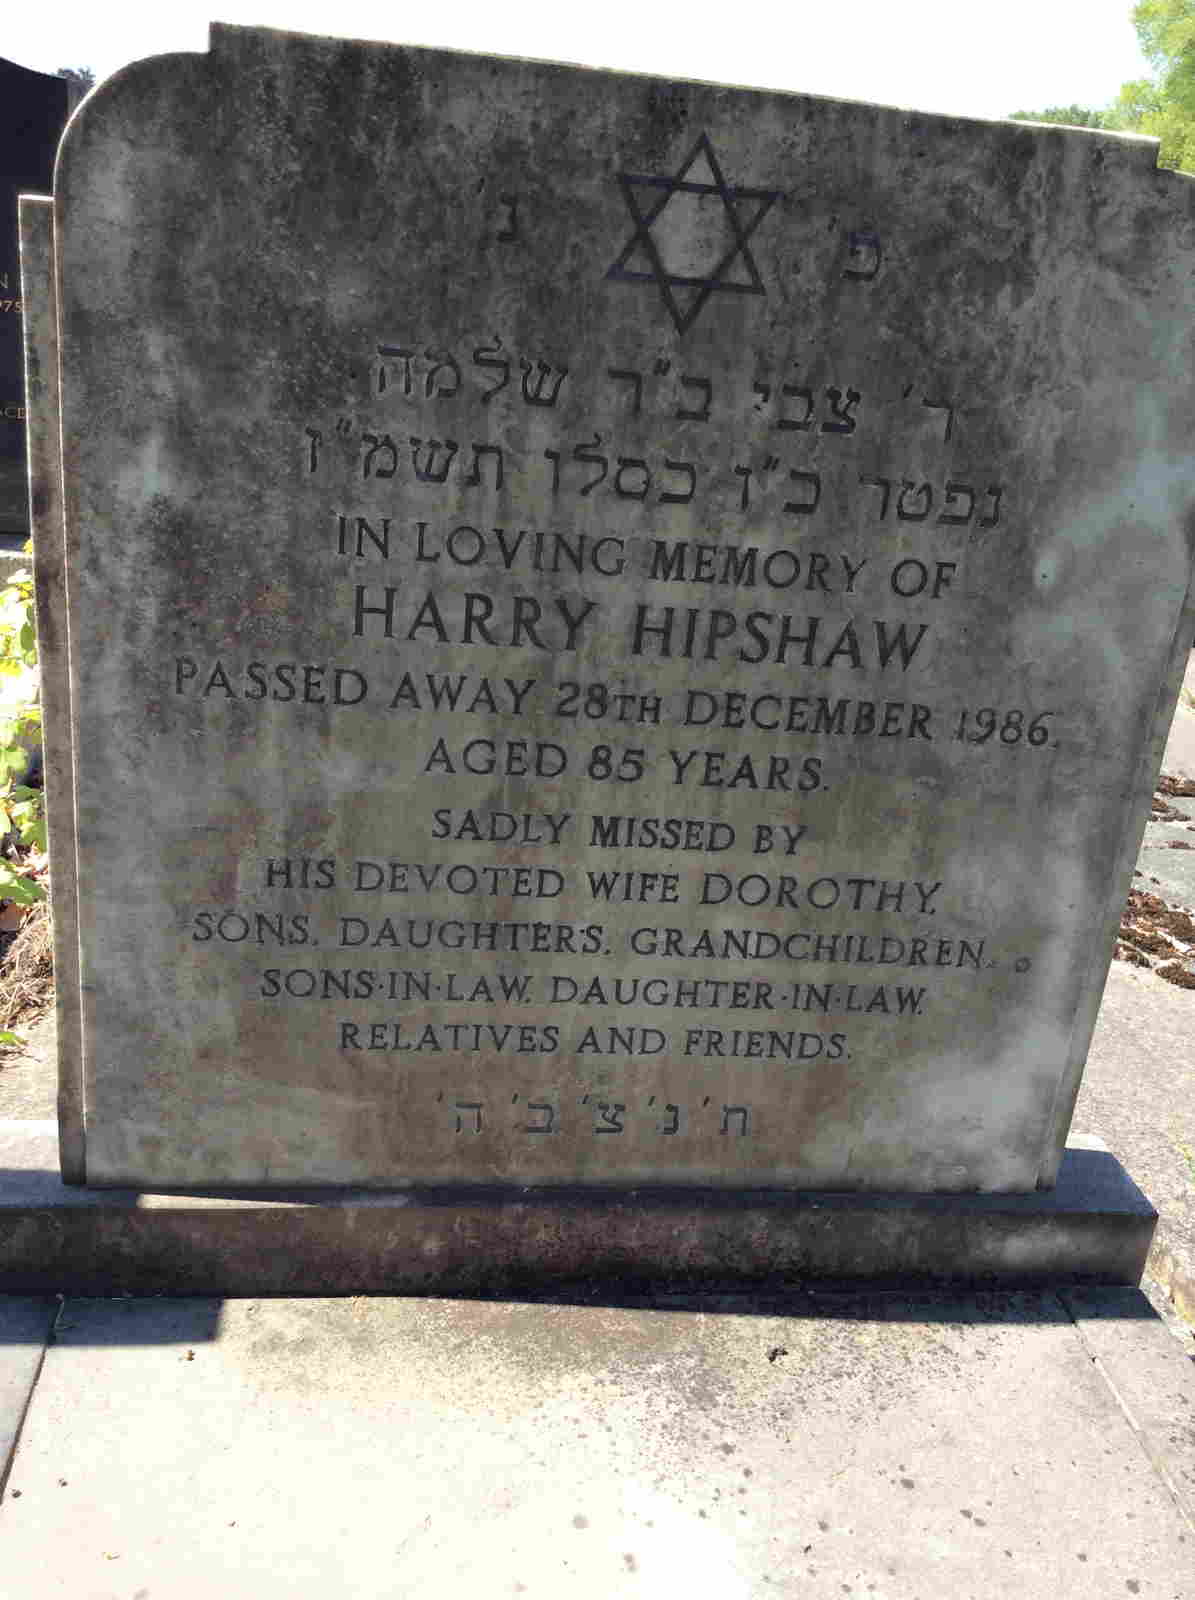 פ' נ'
ר' צבי ב"ר שלמה
נפטר כ"ו כסלו תשמ"ז
IN LOVING MEMORY OF
HARRY HIPSHAW
PASSED AWAY 28TH DECEMBER 1986.
AGED 85 YEARS.
SADLY MISSED BY
HIS DEVOTED WIFE DOROTHY,
SONS, DAUGHTERS, GRANDCHILDREN,
SONS·IN·LAW, DAUGHTER·IN·LAW,
RELATIVES AND FRIENDS.
ת' נ' צ' ב' ה'